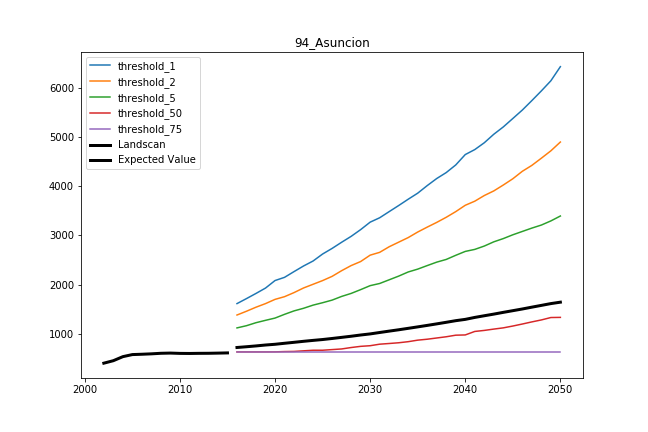 94_Asuncion
threshold_1
threshold_2
threshold_5
threshold_50
threshold_75
Landscan
Expected Value
6000
5000
4000
3000
2000
1000
2000 2010 2020 2030 2040 2050